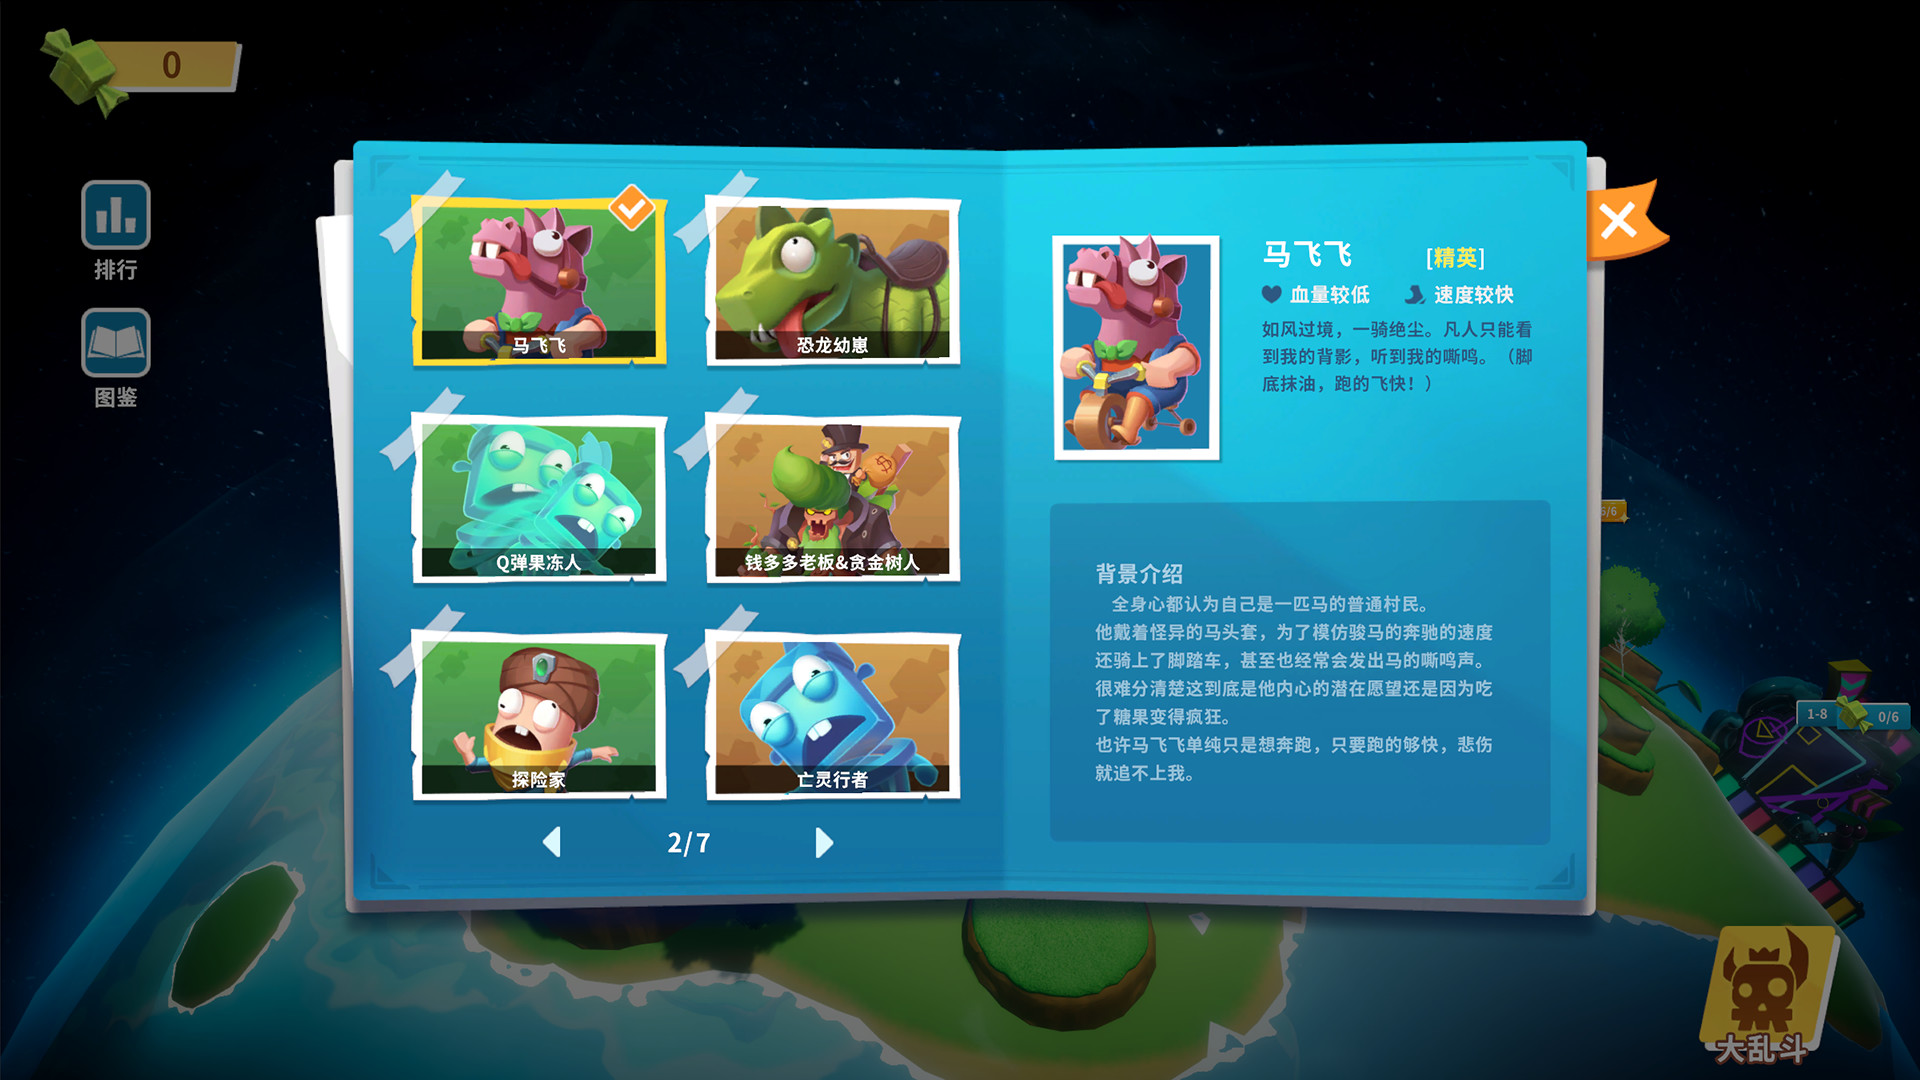 0
排行
图鉴
马飞飞
恐龙幼崽
Q弹果冻人
钱多多老板&贪金树人
探险家
亡灵行者
2/7
马飞飞 [精英]
血量较低 速度较快
如风过境，一骑绝尘。凡人只能看
到我的背影，听到我的嘶鸣。（脚
底抹油，跑的飞快！）
背景介绍
全身心都认为自己是一匹马的普通村民。
他戴着怪异的马头套，为了模仿骏马的奔驰的速度
还骑上了脚踏车，甚至也经常会发出马的嘶鸣声。
很难分清楚这到底是他内心的潜在愿望还是因为吃
了糖果变得疯狂。
也许马飞飞单纯只是想奔跑，只要跑的够快，悲伤
就追不上我。
1-8 0/6
大乱斗